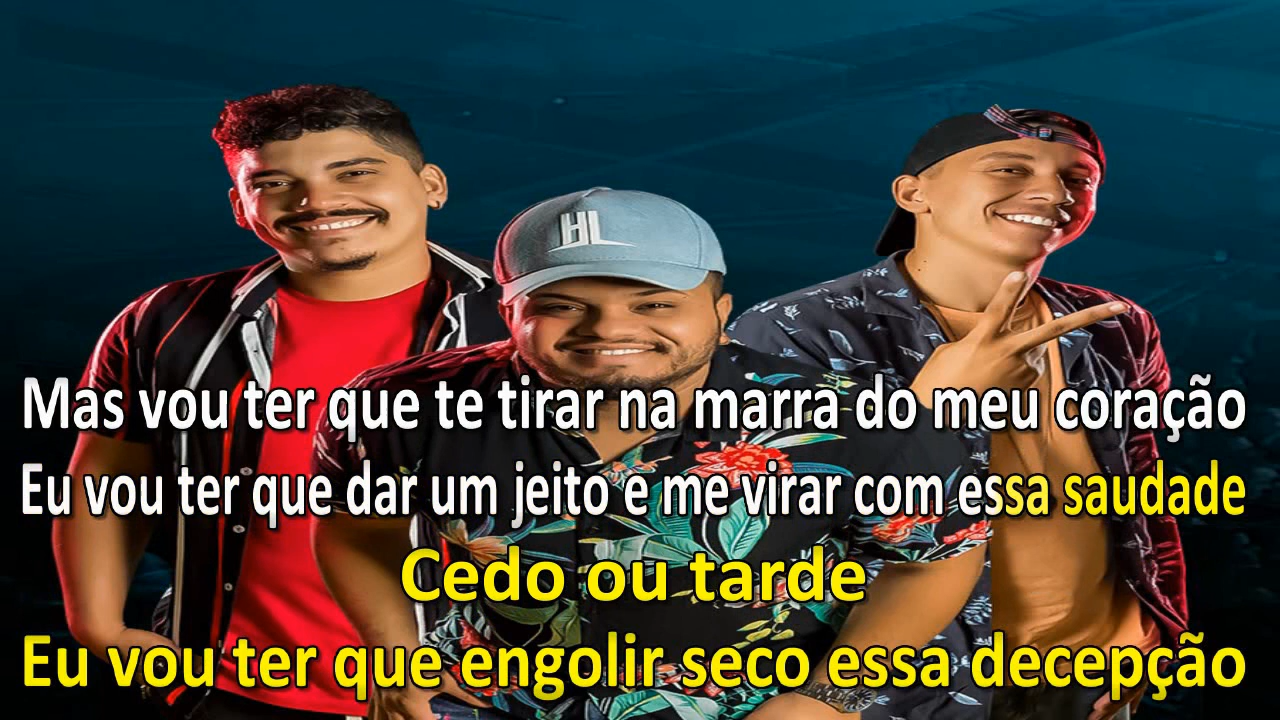 HL
Mas vou ter que te tirar na marra do meu coração
Eu vou ter que dar um jeito e me virar com essa saudade
Cedo ou tarde
Eu vou ter que engolir seco essa decepção